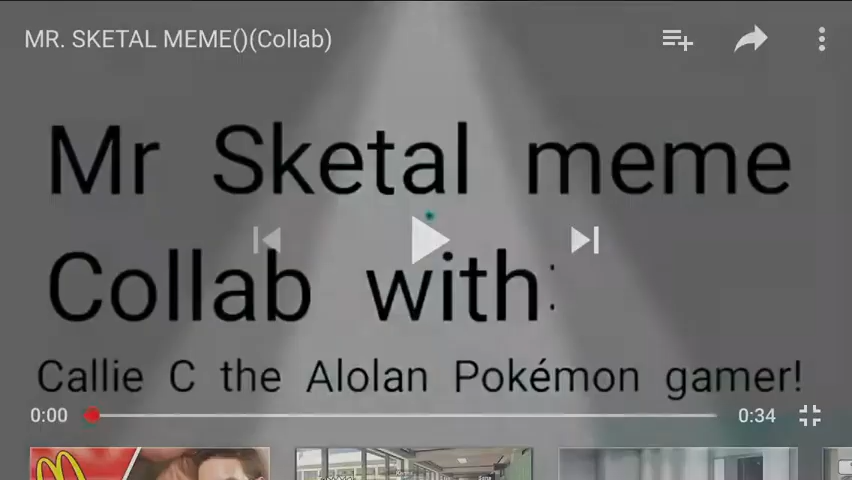 MR. SKETAL MEME()(Collab)
Mr Sketal meme
Collab with:
Callie C the Alolan Pokémon gamer!
0:00
0:34